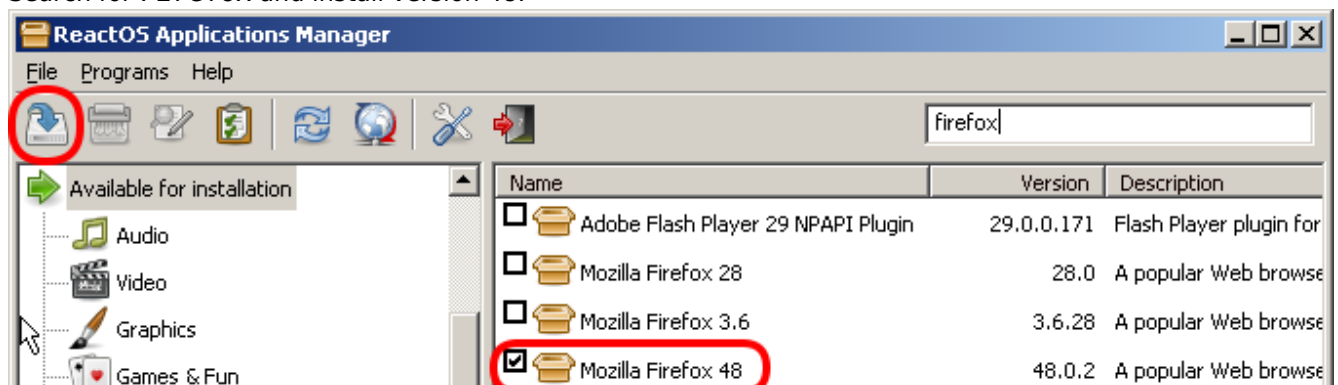 ReactOS Applications Manager
File Programs Help
firefox
Available for installation
Name Version Description
Audio
Adobe Flash Player 29 NPAPI Plugin 29.0.0.171 Flash Player plugin for
Video
Mozilla Firefox 28 28.0 A popular Web browse
Graphics
Mozilla Firefox 3.6 3.6.28 A popular Web browse
Games & Fun
Mozilla Firefox 48 48.0.2 A popular Web browse